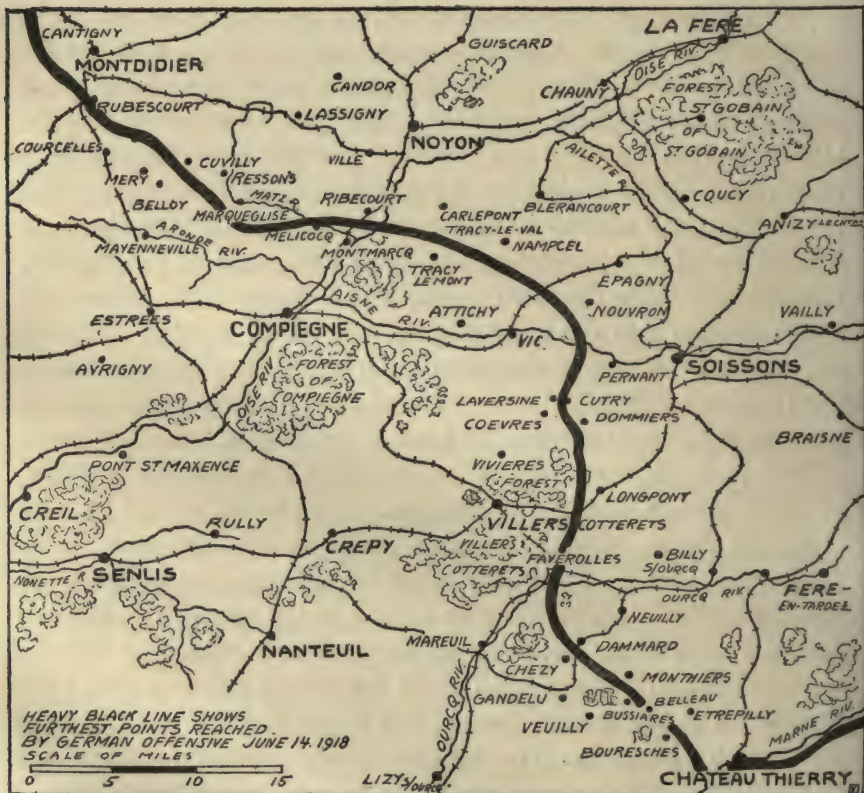 CANTIGNY
MONTDIDIER
RUBESCOURT
COURCELLES
MERY
BELLOY
CUVILLY
RESSONS
MATZ R.
MARQUEGLISE
CANDOR
LASSIGNY
VILLE
GUISCARD
NOYON
LA FERE
OISE RIV.
CHAUNY
FOREST
ST GOBAIN
OF
ST GOBAIN
AILETTE R.
COUCY
BLERANCOURT
ANIZY
RIBECOURT
MELICOCQ
MONTMARCQ
CARLEPONT
TRACY-LE-VAL
NAMPCEL
TRACY
LE MONT
ARONDE
RIV.
MAYENNEVILLE
EPAGNY
NOUVRON
ESTREES
COMPIEGNE
AISNE
RIV.
ATTICHY
VIC
VAILLY
SOISSONS
PERNANT
AVRIGNY
OISE RIV
FOREST
OF
COMPIEGNE
LAVERSINE
CUTRY
COEVRES
DOMMIERS
BRAISNE
PONT ST MAXENCE
CREIL
VIVIERES
FOREST
LONGPONT
VILLERS
COTTERETS
RULLY
CREPY
VILLERS
COTTERETS
FAVEROLLES
BILLY
S/OURCQ
SENLIS
NONETTE R.
OURCQ
RIV.
FERE-
EN-TARDEZ
NEUILLY
NANTEUIL
MAREUIL
DAMMARD
CHEZY
MONTHIERS
GANDELU
BELLEAU
BUSSIARES
ETREPILLY
VEUILLY
BOURESCHES
OURCQ RIV.
MARNE RIV.
CHATEAU THIERRY
LIZY S/OURCQ
HEAVY BLACK LINE SHOWS
FURTHEST POINTS REACHED
BY GERMAN OFFENSIVE JUNE 14. 1918
SCALE OF MILES
0 5 10 15